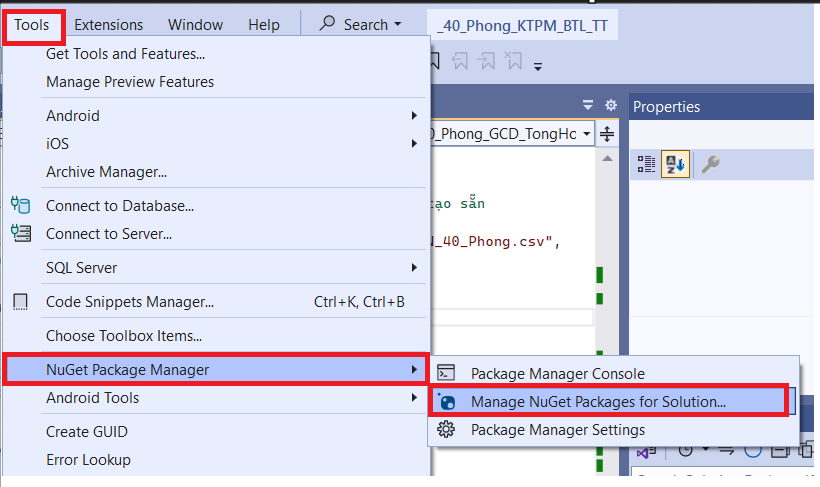 Tools Extensions Window Help Search _40_Phong_KTPM_BTL_TT
Get Tools and Features...
Manage Preview Features
Properties
Android
0_Phong_GCD_TongHo
iOS
Archive Manager...
Connect to Database...
tạo sẵn
Connect to Server...
N_40_Phong.csv",
SQL Server
Code Snippets Manager... Ctrl+K, Ctrl+B
Choose Toolbox Items...
NuGet Package Manager
Package Manager Console
Android Tools
Manage NuGet Packages for Solution...
Create GUID
Package Manager Settings
Error Lookup